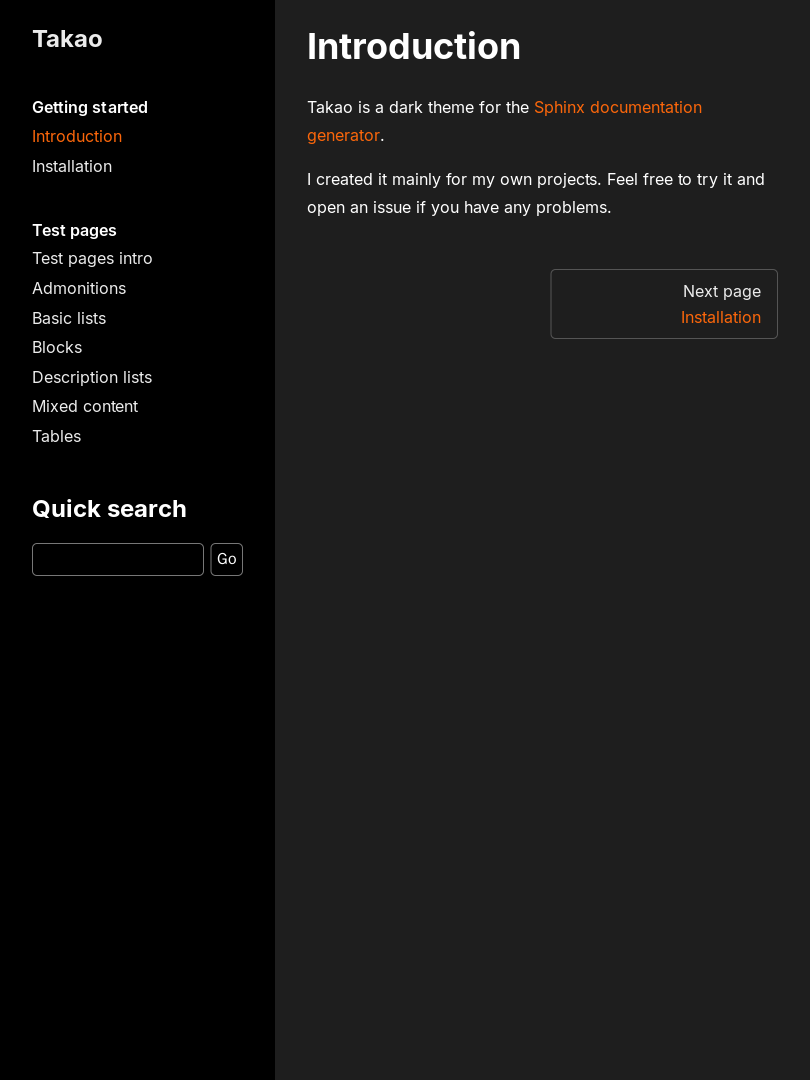 Takao
Getting started
Introduction
Installation
Test pages
Test pages intro
Admonitions
Basic lists
Blocks
Description lists
Mixed content
Tables
Quick search
Go
Introduction
Takao is a dark theme for the Sphinx documentation
generator.
I created it mainly for my own projects. Feel free to try it and
open an issue if you have any problems.
Next page
Installation